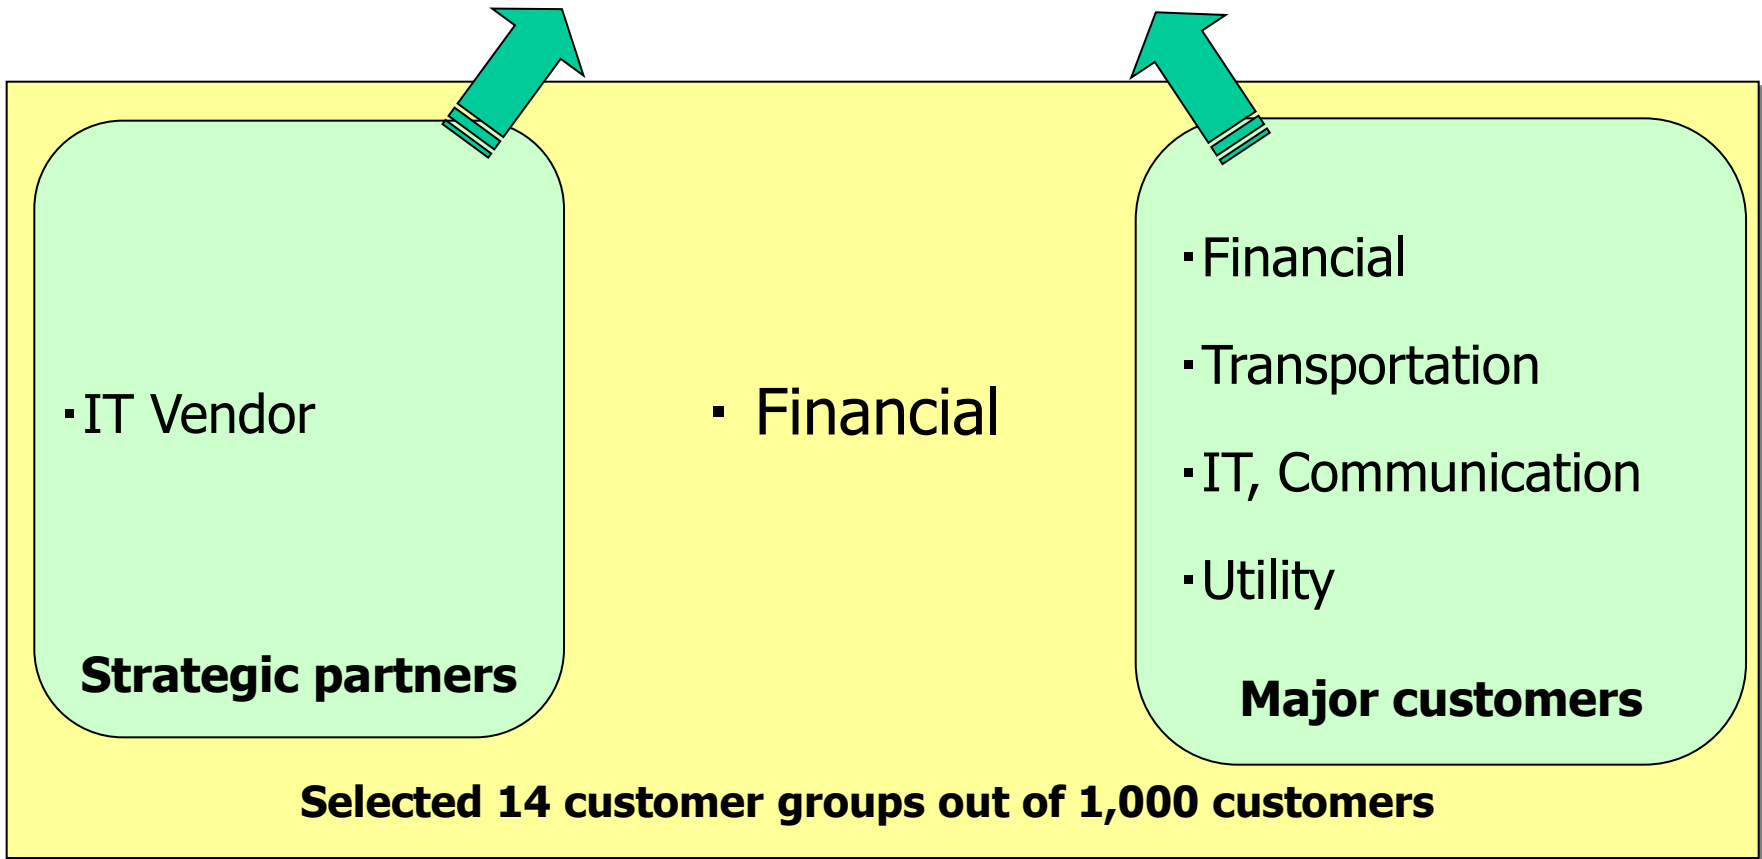 ▪IT Vendor
Strategic partners
▪ Financial
▪Financial
▪Transportation
▪IT, Communication
▪Utility
Major customers
Selected 14 customer groups out of 1,000 customers